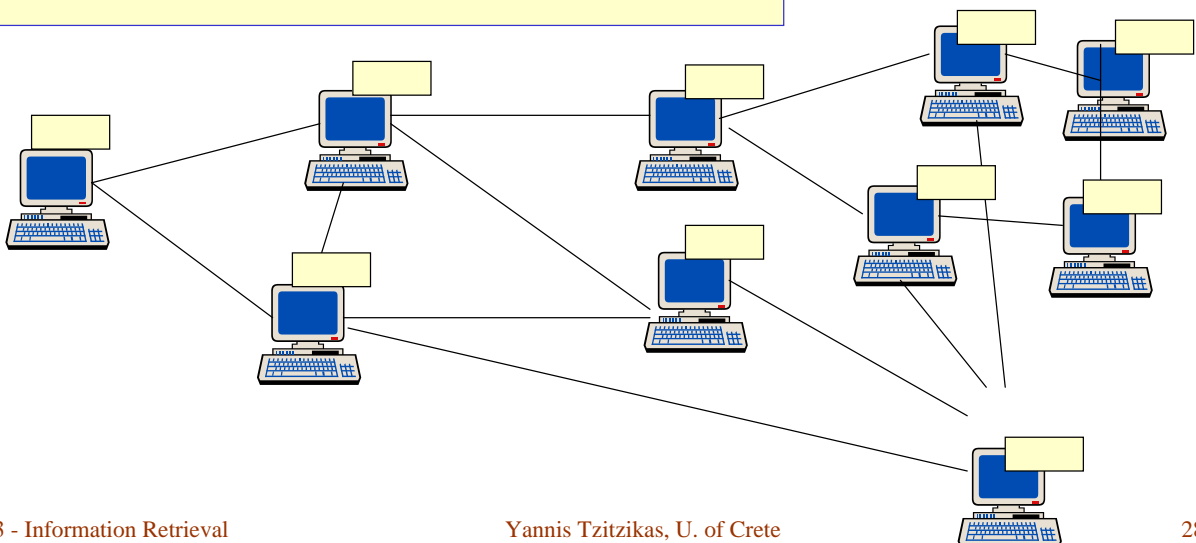 3 - Information Retrieval
Yannis Tzitzikas, U. of Crete
28